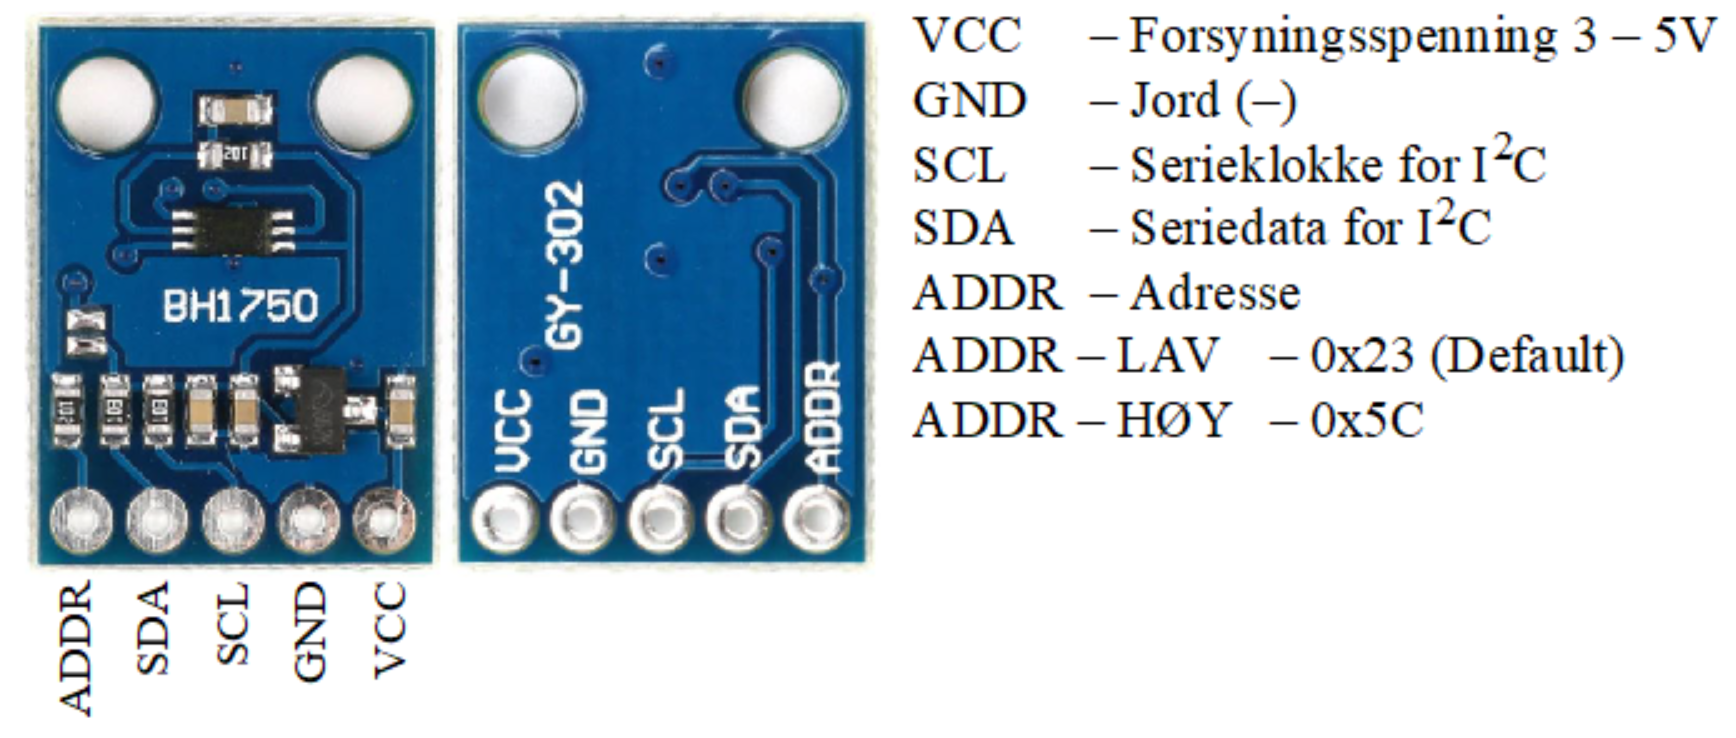 BH1750
ADDR
SDA
SCL
GND
VCC
GY-302
VCC
GND
SCL
SDA
ADDR
VCC – Forsyningsspenning 3 – 5V
GND – Jord (–)
SCL – Serieklokke for I²C
SDA – Seriedata for I²C
ADDR – Adresse
ADDR – LAV – 0x23 (Default)
ADDR – HØY – 0x5C